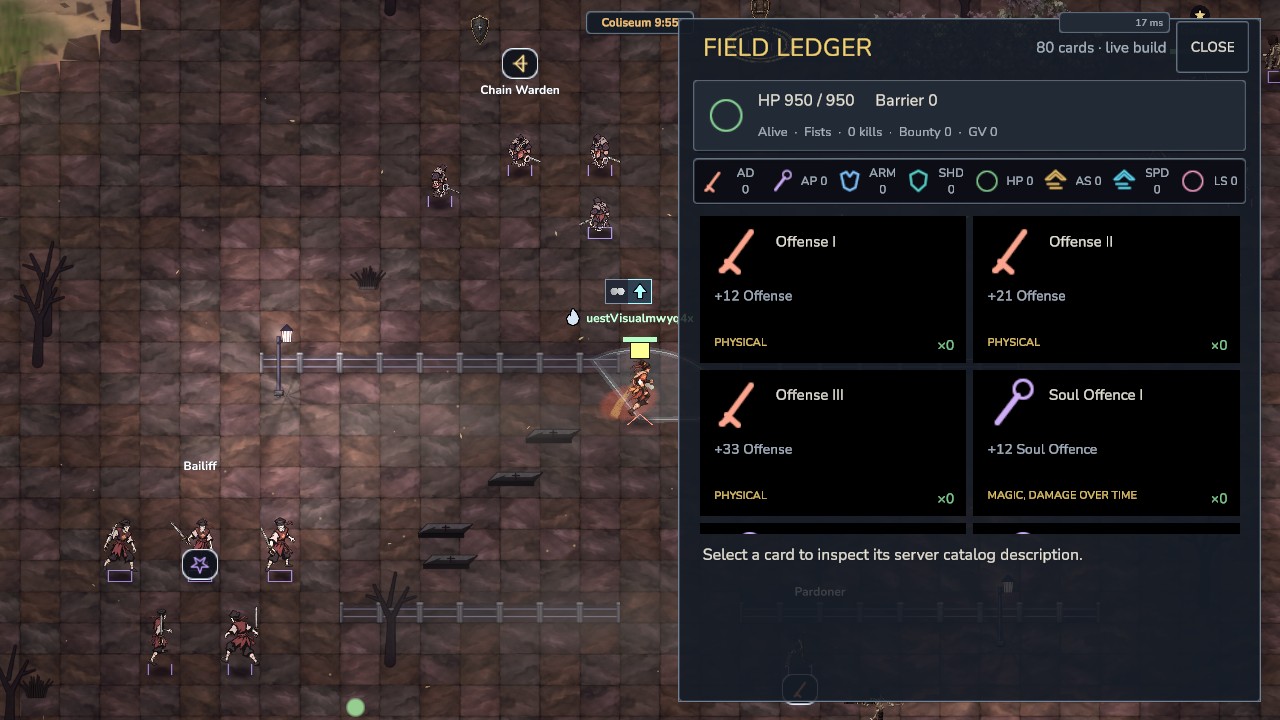 Coliseum 9:55
17 ms
FIELD LEDGER
80 cards · live build
CLOSE
Chain Warden
HP 950 / 950 Barrier 0
Alive · Fists · 0 kills · Bounty 0 · GV 0
AD 0
AP 0
ARM 0
SHD 0
HP 0
AS 0
SPD 0
LS 0
Offense I
+12 Offense
PHYSICAL
×0
Offense II
+21 Offense
PHYSICAL
×0
uestVisualmwyq4x
Offense III
+33 Offense
PHYSICAL
×0
Soul Offence I
+12 Soul Offence
MAGIC, DAMAGE OVER TIME
×0
Bailiff
Select a card to inspect its server catalog description.
Pardoner